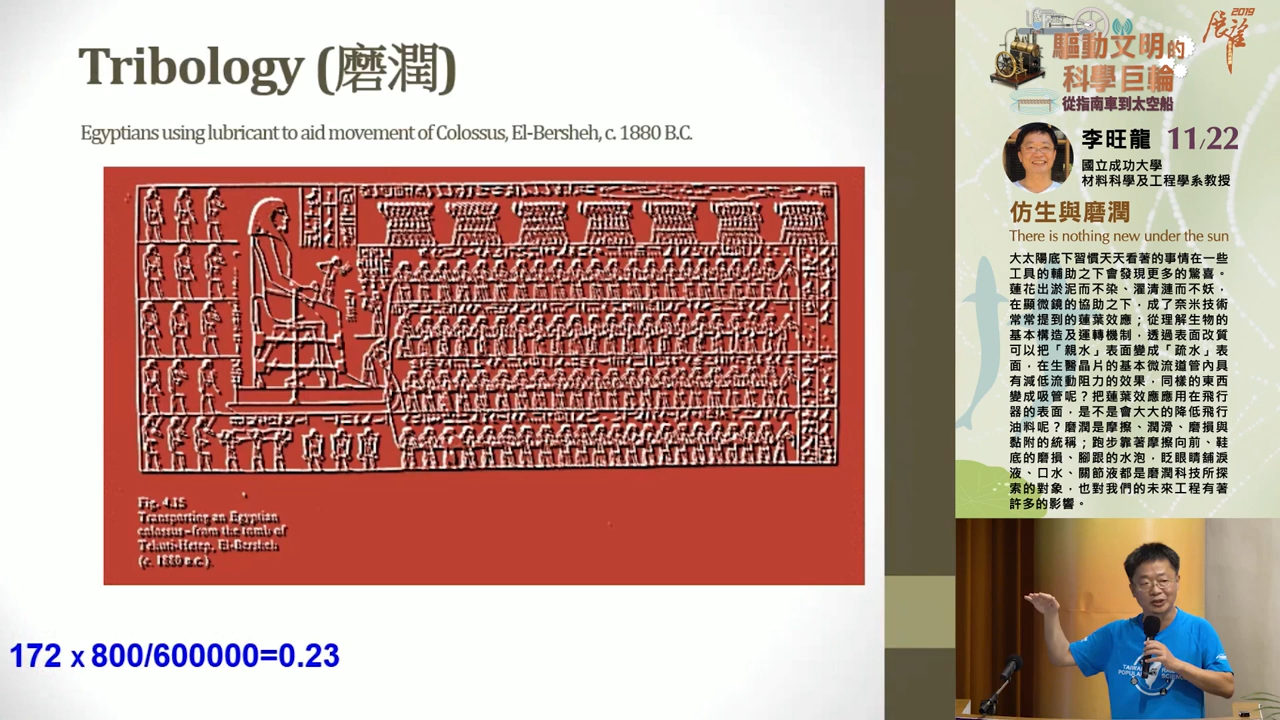 Tribology (磨潤)
Egyptians using lubricant to aid movement of Colossus, El-Bersheh, c. 1880 B.C.
Fig. 4.15
Transporting an Egyptian
colossus–from the tomb of
Tehuti-Hetep, El-Bersheh
(c. 1880 B.C.).
172 x 800/600000=0.23
2019
展望
驅動文明的
科學巨輪
從指南車到太空船
李旺龍 11/22
國立成功大學
材料科學及工程學系教授
仿生與磨潤
There is nothing new under the sun
大太陽底下習慣天天看著的事情在一些
工具的輔助之下會發現更多的驚喜。
蓮花出淤泥而不染、濯清漣而不妖，
在顯微鏡的協助之下，成了奈米技術
常常提到的蓮葉效應；從理解生物的
基本構造及運轉機制，透過表面改質
可以把「親水」表面變成「疏水」表
面，在生醫晶片的基本微流道管內具
有減低流動阻力的效果，同樣的東西
變成吸管呢？把蓮葉效應應用在飛行
器的表面，是不是會大大的降低飛行
油料呢？磨潤是摩擦、潤滑、磨損與
黏附的統稱；跑步靠著摩擦向前、鞋
底的磨損、腳跟的水泡，眨眼睛舖淚
液、口水、關節液都是磨潤科技所探
索的對象，也對我們的未來工程有著
許多的影響。